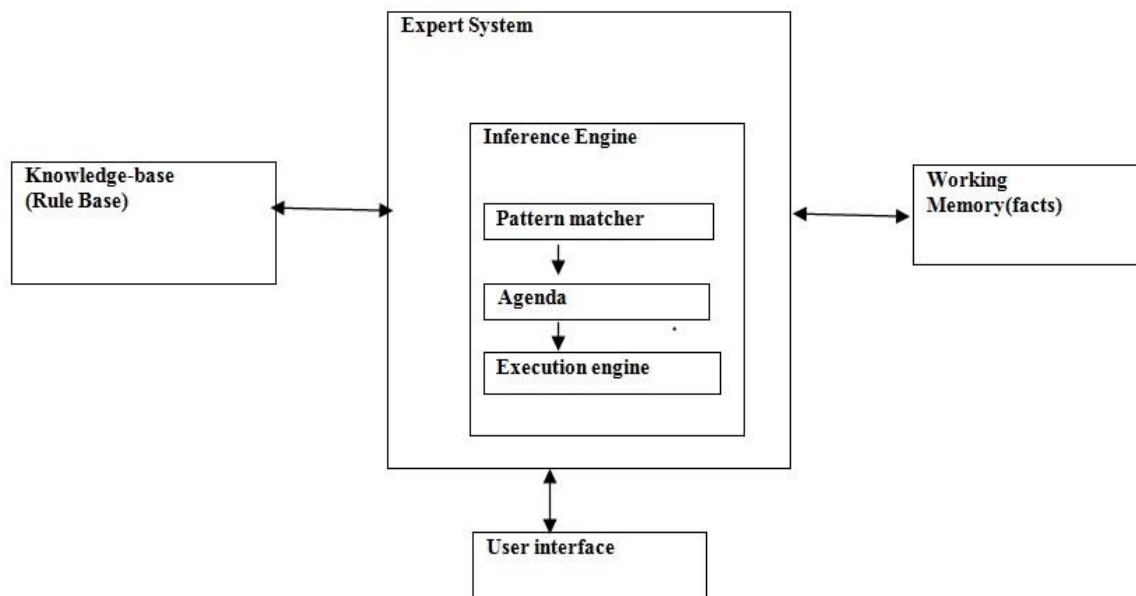 Expert System
Inference Engine
Knowledge-base
(Rule Base)
Working
Memory(facts)
Pattern matcher
Agenda
Execution engine
User interface